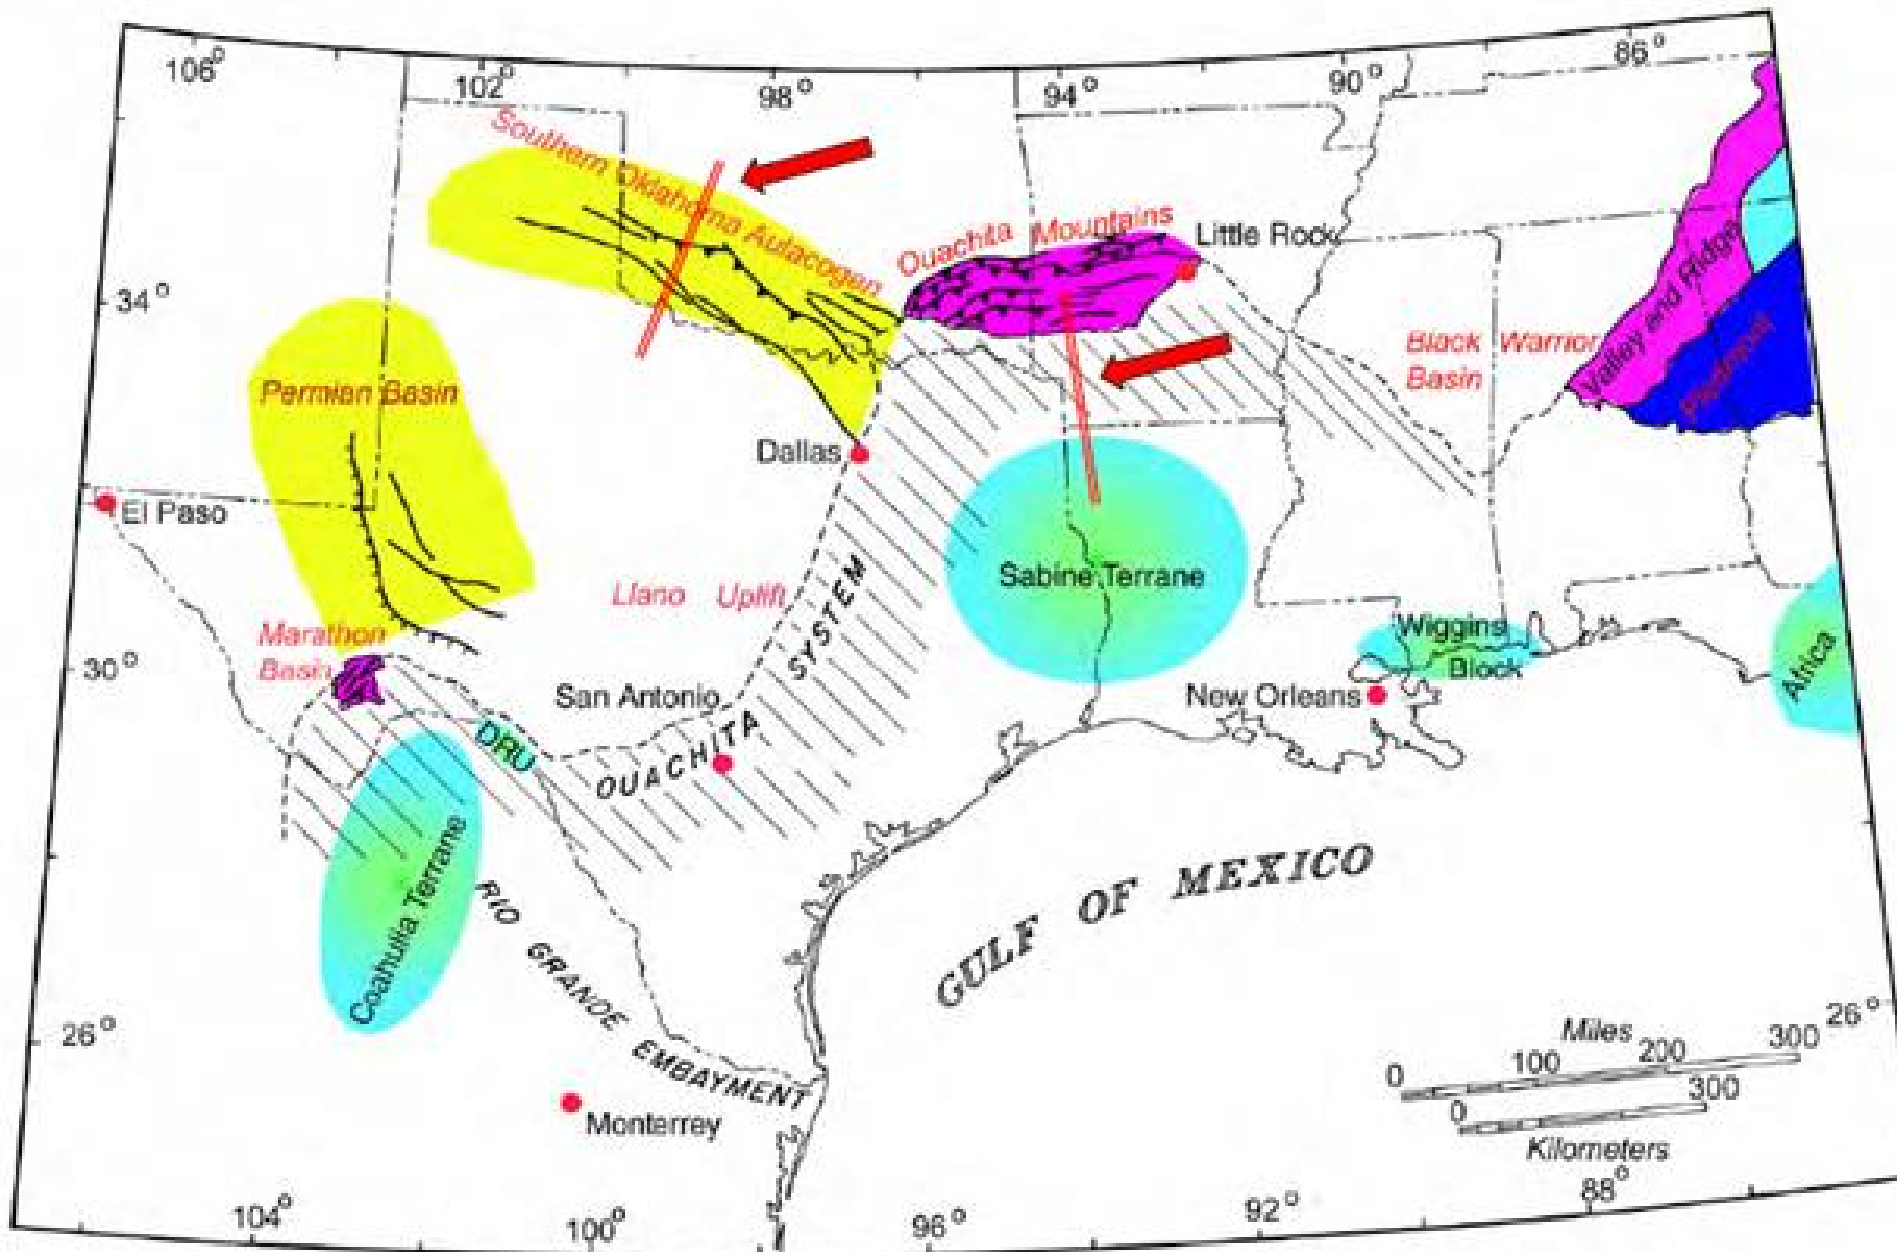 106°
102°
98°
94°
90°
86°
Southern Oklahoma Aulacogen
Ouachita Mountains
Little Rock
34°
Black Warrior
Basin
Valley and Ridge
Piedmont
Permian Basin
Dallas
El Paso
Sabine Terrane
Llano Uplift
Marathon
Basin
30°
San Antonio
OUACHITA SYSTEM
DRU
Wiggins
Block
New Orleans
Africa
Coahuila Terrane
RIO GRANDE EMBAYMENT
GULF OF MEXICO
26°
26°
Monterrey
Miles
0 100 200 300
0 300
Kilometers
104°
100°
96°
92°
88°